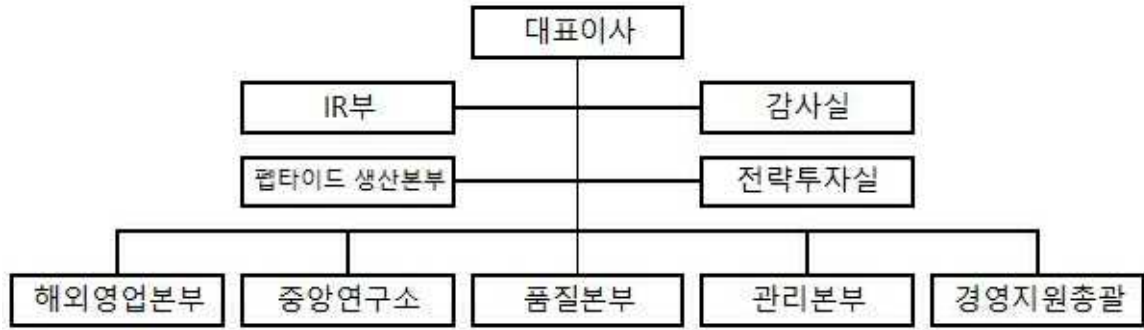 대표이사
IR부
감사실
펩타이드 생산본부
전략투자실
해외영업본부
중앙연구소
품질본부
관리본부
경영지원총괄